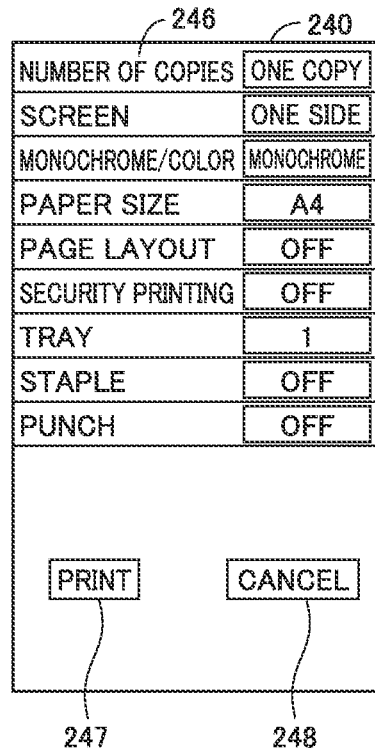 246 240
NUMBER OF COPIES ONE COPY
SCREEN ONE SIDE
MONOCHROME/COLOR MONOCHROME
PAPER SIZE A4
PAGE LAYOUT OFF
SECURITY PRINTING OFF
TRAY 1
STAPLE OFF
PUNCH OFF
PRINT CANCEL
247 248